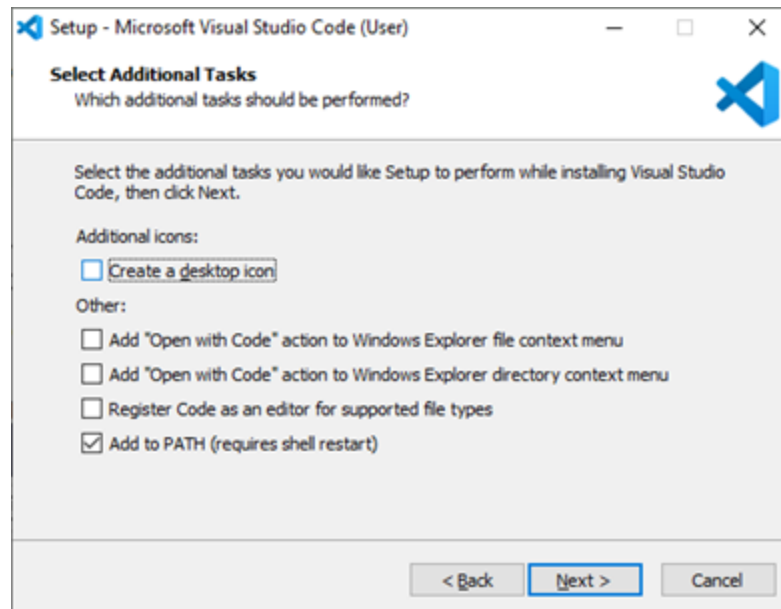 Setup - Microsoft Visual Studio Code (User)
Select Additional Tasks
Which additional tasks should be performed?
Select the additional tasks you would like Setup to perform while installing Visual Studio
Code, then click Next.
Additional icons:
Create a desktop icon
Other:
Add "Open with Code" action to Windows Explorer file context menu
Add "Open with Code" action to Windows Explorer directory context menu
Register Code as an editor for supported file types
Add to PATH (requires shell restart)
< Back Next > Cancel